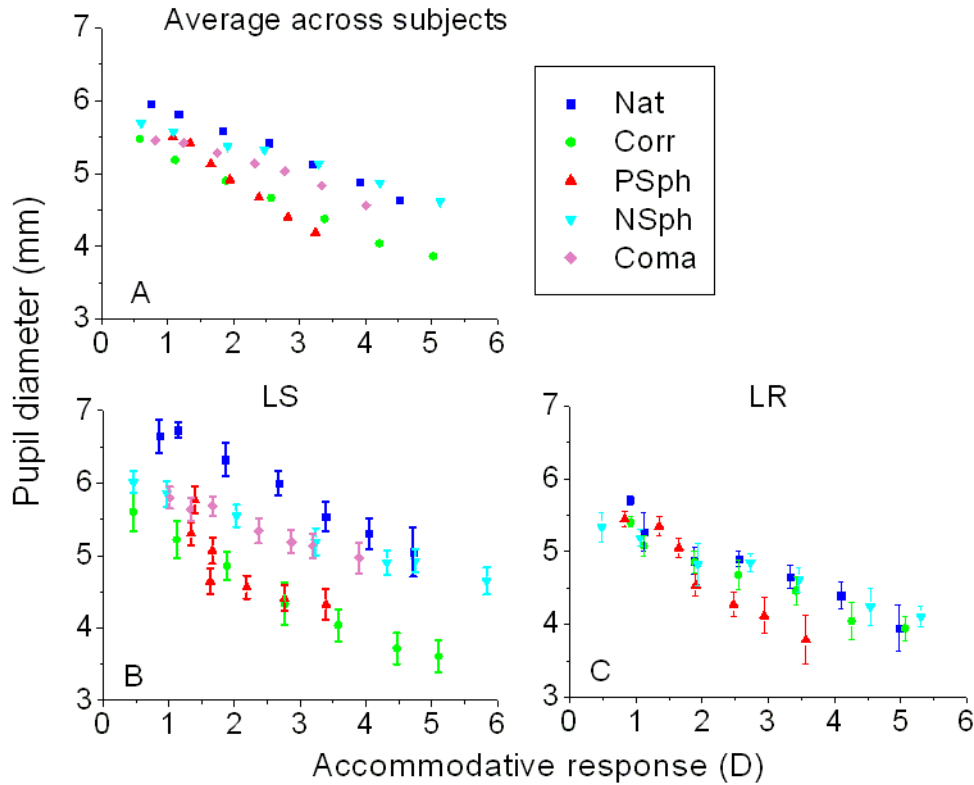 Average across subjects
7
6
5
4
3
A
0 1 2 3 4 5 6
Nat
Corr
PSph
NSph
Coma
Pupil diameter (mm)
LS
7
6
5
4
3
B
0 1 2 3 4 5 6
LR
7
6
5
4
3
C
0 1 2 3 4 5 6
Accommodative response (D)